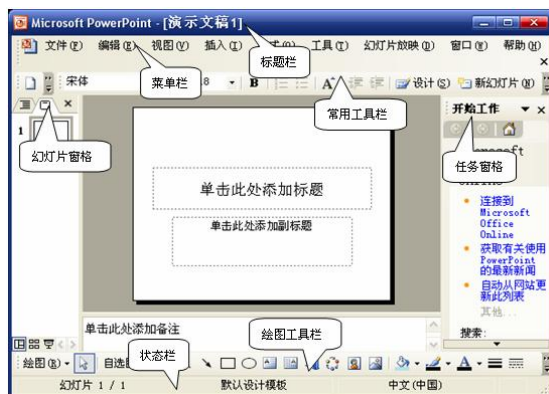 Microsoft PowerPoint - [演示文稿1]
文件(F) 编辑(E) 视图(V) 插入(I) 工具(T) 幻灯片放映(D) 窗口(W) 帮助(H)
标题栏
菜单栏
宋体 B A 设计(S) 新幻灯片(N)
常用工具栏
开始工作
1
幻灯片窗格
任务窗格
单击此处添加标题
单击此处添加副标题
连接到
Microsoft
Office
Online
获取有关使用
PowerPoint
的最新新闻
自动从网站更
新此列表
其他...
搜索:
单击此处添加备注
绘图工具栏
状态栏
绘图(R) A
幻灯片 1 / 1 默认设计模板 中文(中国)